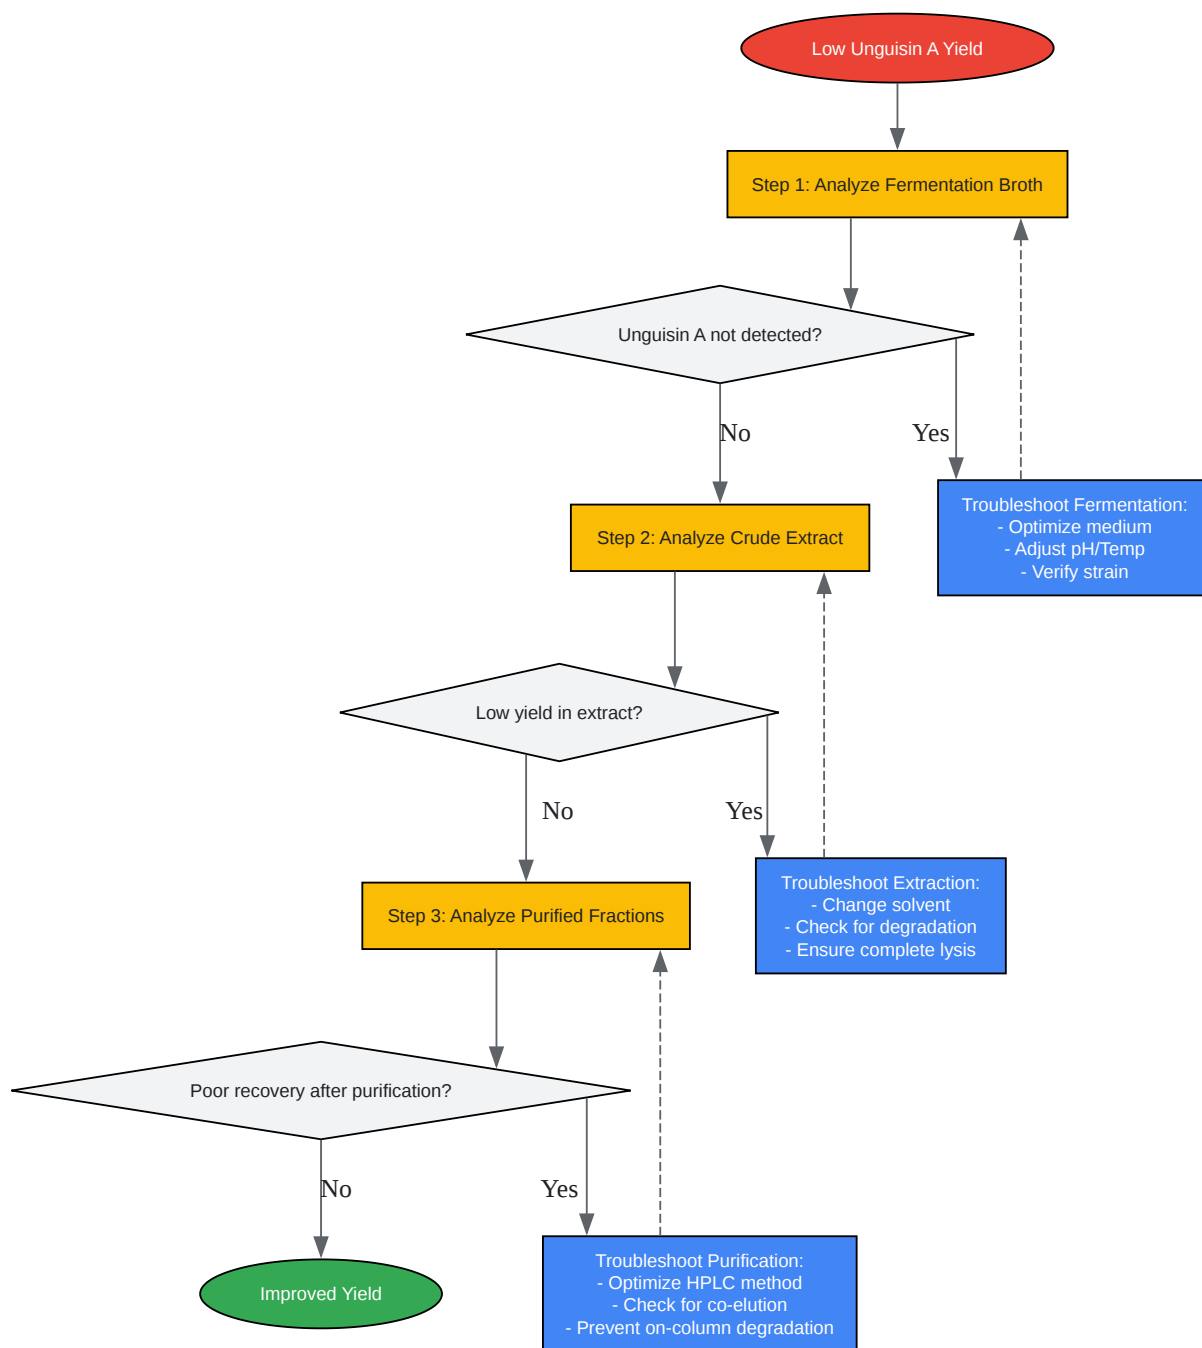 Low Unguisin A Yield
Step 1: Analyze Fermentation Broth
Unguisin A not detected?
No
Yes
Troubleshoot Fermentation:
- Optimize medium
- Adjust pH/Temp
- Verify strain
Step 2: Analyze Crude Extract
Low yield in extract?
No
Yes
Troubleshoot Extraction:
- Change solvent
- Check for degradation
- Ensure complete lysis
Step 3: Analyze Purified Fractions
Poor recovery after purification?
No
Yes
Troubleshoot Purification:
- Optimize HPLC method
- Check for co-elution
- Prevent on-column degradation
Improved Yield